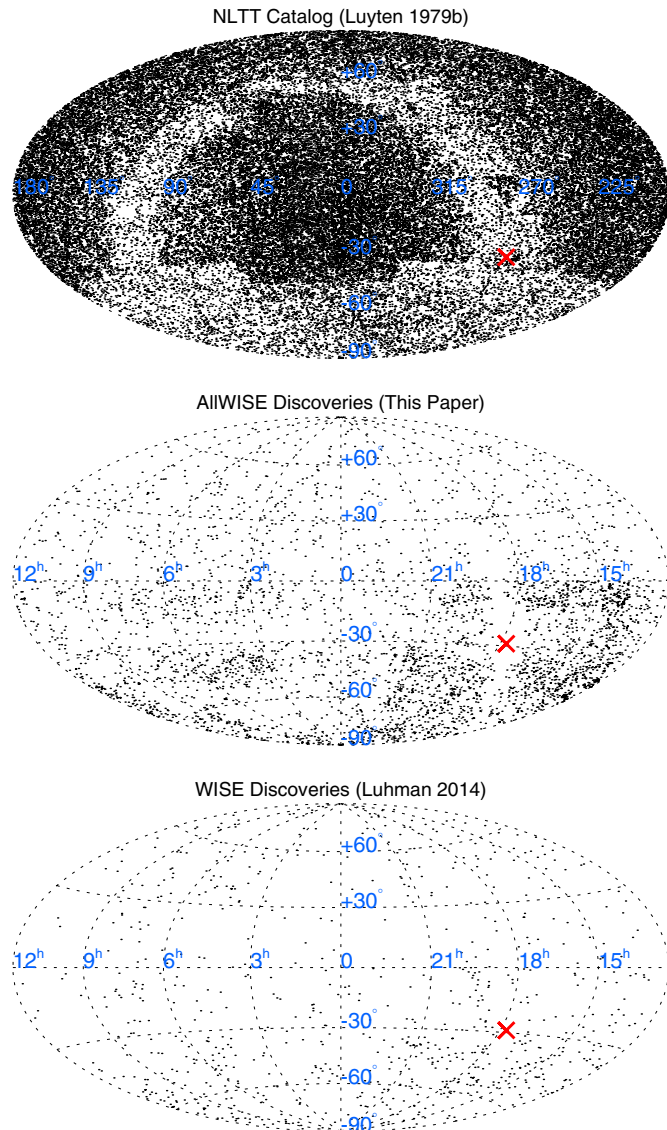 NLTT Catalog (Luyten 1979b)
+60°
+30°
180° 135° 90° 45° 0 315° 270° 225°
-30°
-60°
-90°
AllWISE Discoveries (This Paper)
+60°
+30°
12h 9h 6h 3h 0 21h 18h 15h
-30°
-60°
-90°
WISE Discoveries (Luhman 2014)
+60°
+30°
12h 9h 6h 3h 0 21h 18h 15h
-30°
-60°
-90°